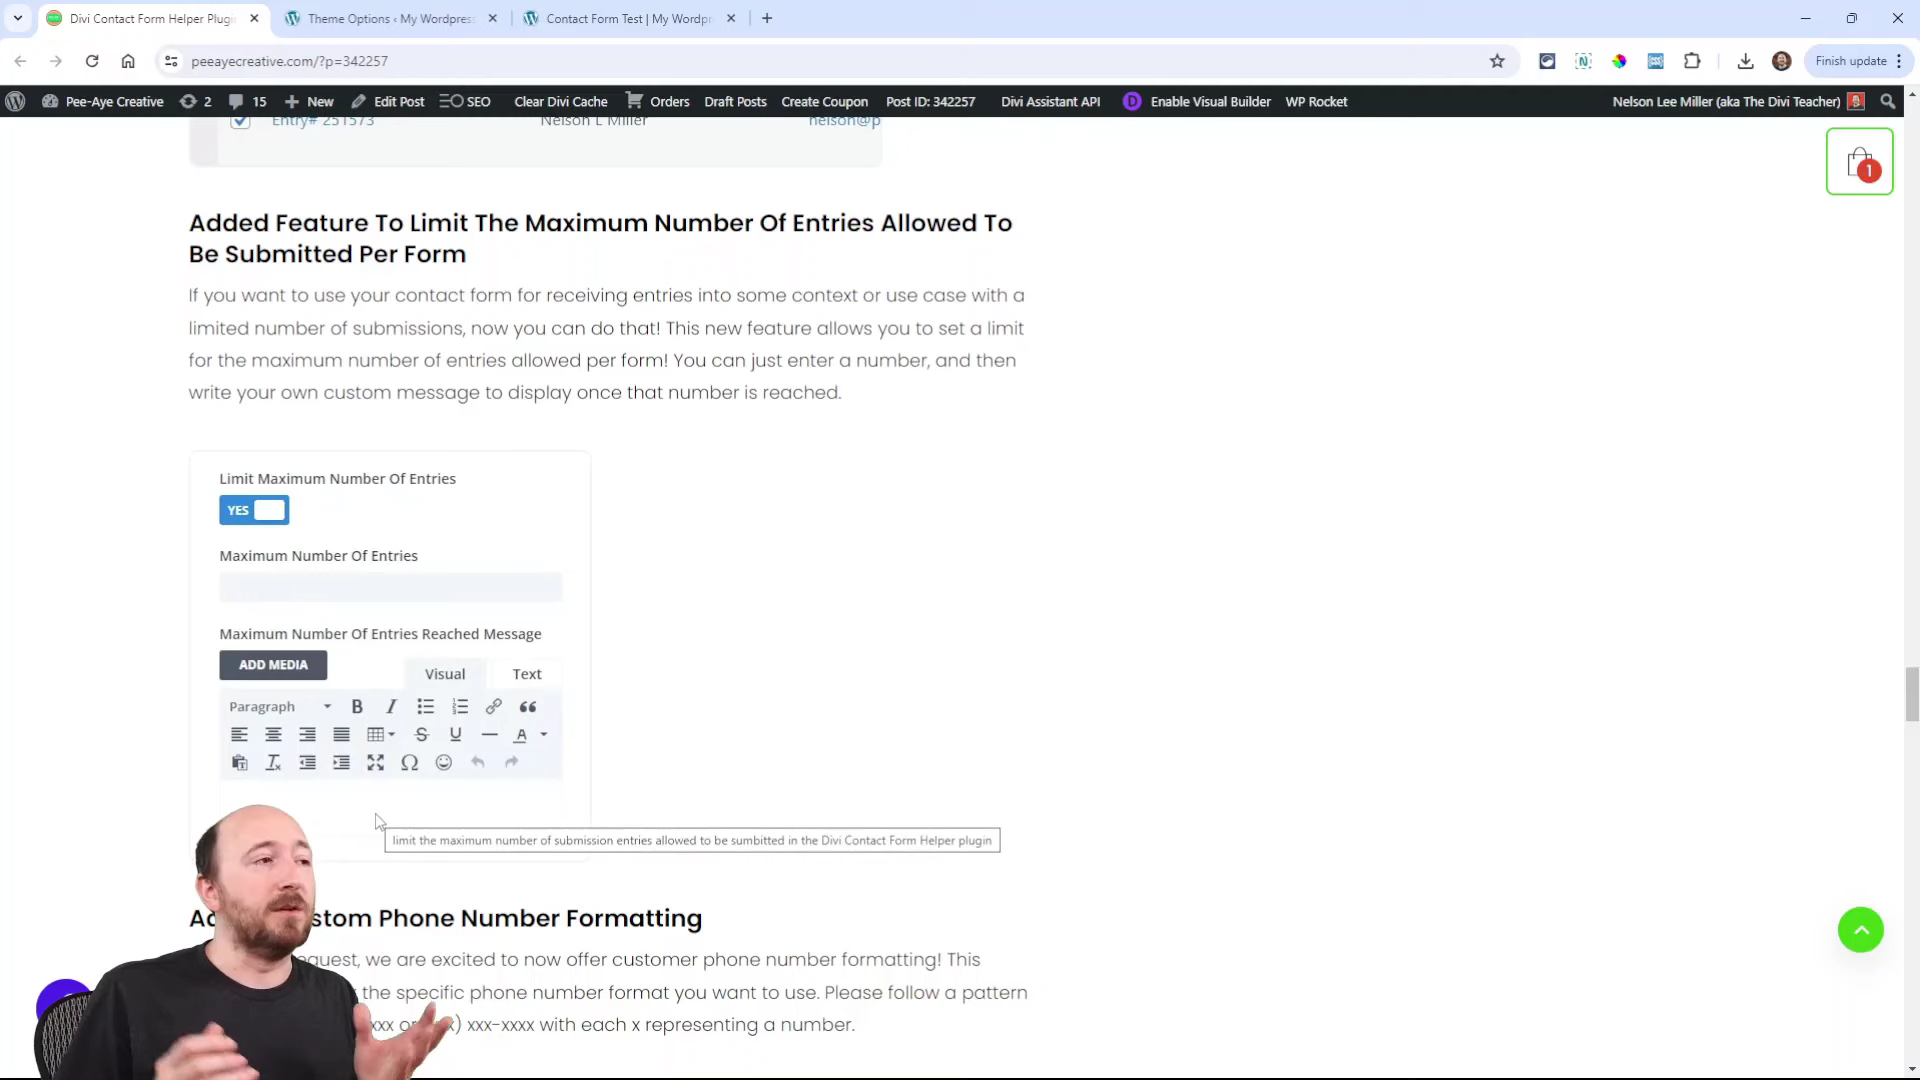 Divi Contact Form Helper Plugi
Theme Options ‹ My Wordpress
Contact Form Test | My Wordpr
peeayecreative.com/?p=342257
Finish update
Pee-Aye Creative
2
15
New
Edit Post
SEO
Clear Divi Cache
Orders
Draft Posts
Create Coupon
Post ID: 342257
Divi Assistant API
Enable Visual Builder
WP Rocket
Nelson Lee Miller (aka The Divi Teacher)
Entry# 251573 Nelson L Miller nelson@p
1
Added Feature To Limit The Maximum Number Of Entries Allowed To
Be Submitted Per Form
If you want to use your contact form for receiving entries into some context or use case with a
limited number of submissions, now you can do that! This new feature allows you to set a limit
for the maximum number of entries allowed per form! You can just enter a number, and then
write your own custom message to display once that number is reached.
Limit Maximum Number Of Entries
YES
Maximum Number Of Entries
Maximum Number Of Entries Reached Message
ADD MEDIA
Visual Text
Paragraph
limit the maximum number of submission entries allowed to be sumbitted in the Divi Contact Form Helper plugin
stom Phone Number Formatting
equest, we are excited to now offer customer phone number formatting! This
the specific phone number format you want to use. Please follow a pattern
xxx or ) xxx-xxxx with each x representing a number.